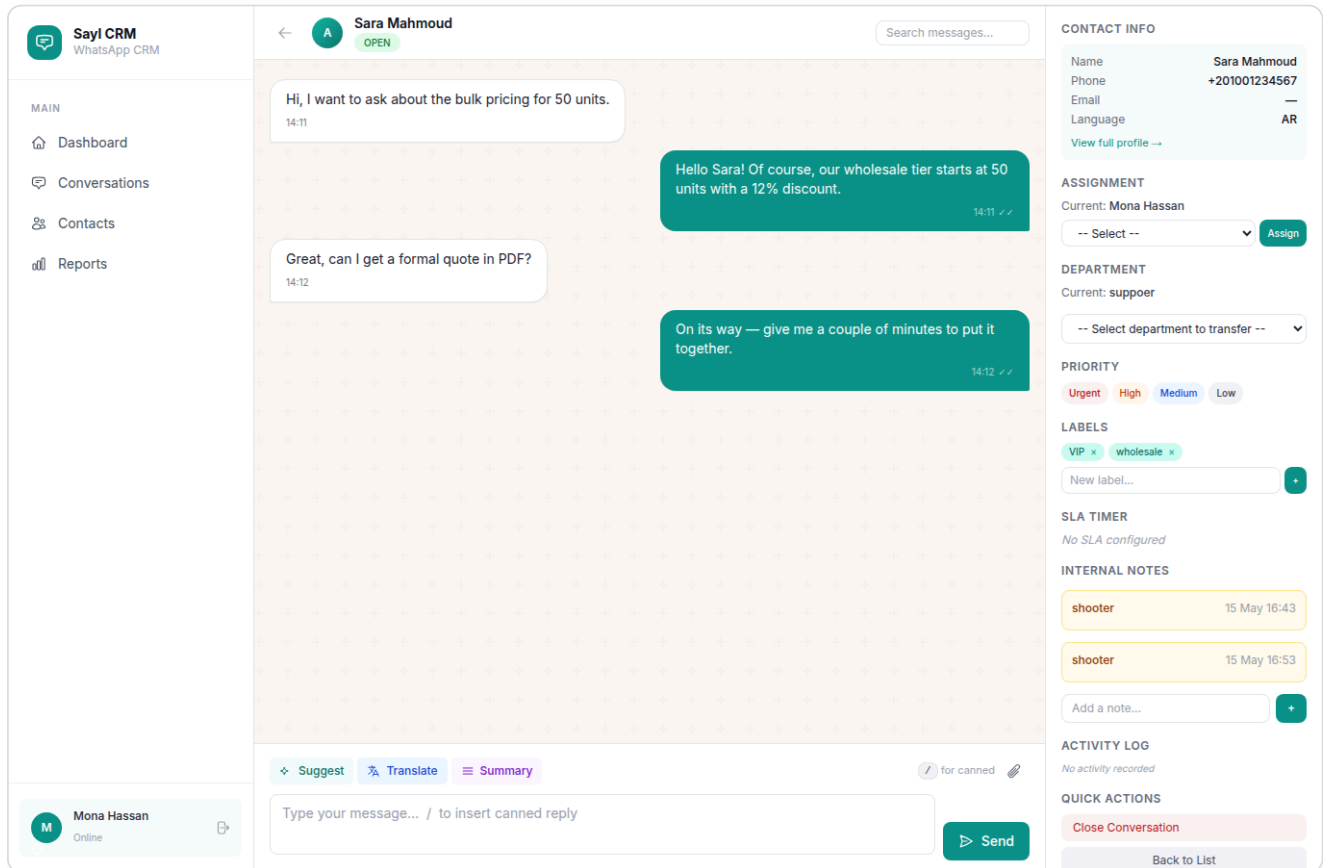 Sayl CRM
WhatsApp CRM
MAIN
Dashboard
Conversations
Contacts
Reports
M
Mona Hassan
Online
A
Sara Mahmoud
OPEN
Search messages...
Hi, I want to ask about the bulk pricing for 50 units.
14:11
Hello Sara! Of course, our wholesale tier starts at 50
units with a 12% discount.
14:11 ✓✓
Great, can I get a formal quote in PDF?
14:12
On its way — give me a couple of minutes to put it
together.
14:12 ✓✓
Suggest
Translate
Summary
/ for canned
Type your message... / to insert canned reply
Send
CONTACT INFO
Name Sara Mahmoud
Phone +201001234567
Email —
Language AR
View full profile →
ASSIGNMENT
Current: Mona Hassan
-- Select --
Assign
DEPARTMENT
Current: suppoer
-- Select department to transfer --
PRIORITY
Urgent High Medium Low
LABELS
VIP × wholesale ×
New label...
+
SLA TIMER
No SLA configured
INTERNAL NOTES
shooter 15 May 16:43
shooter 15 May 16:53
Add a note...
+
ACTIVITY LOG
No activity recorded
QUICK ACTIONS
Close Conversation
Back to List